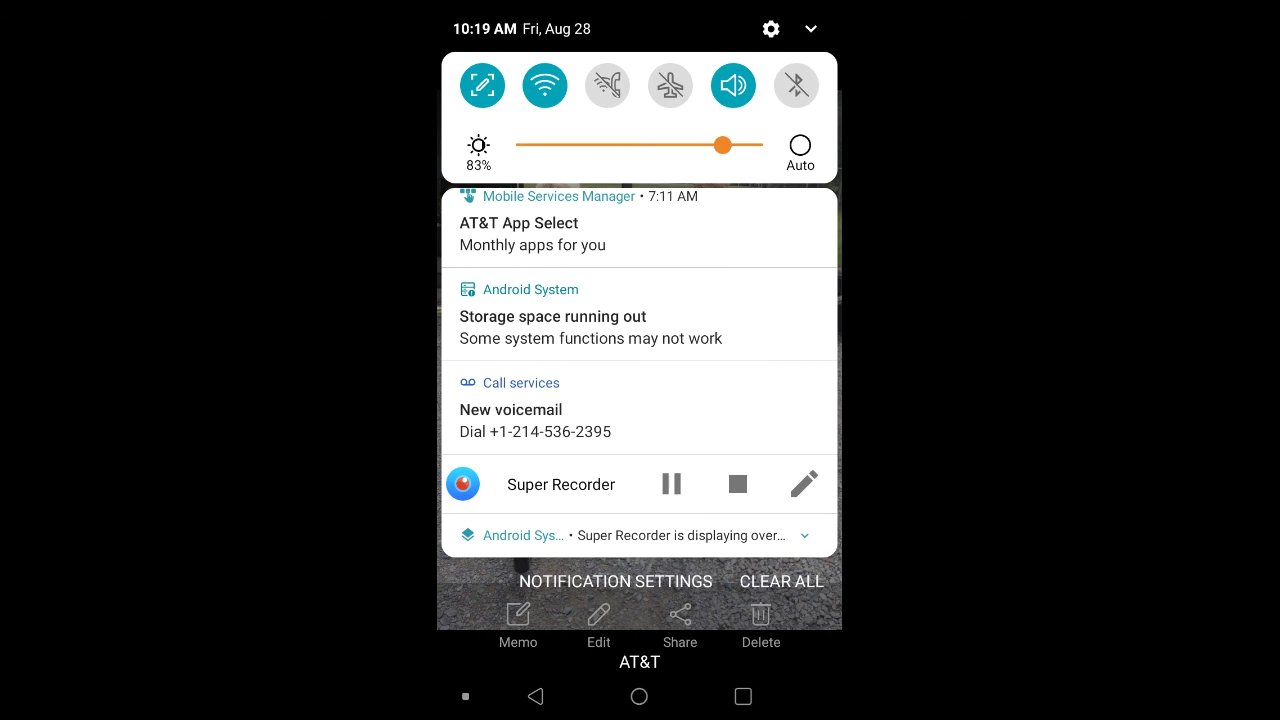 10:19 AM Fri, Aug 28
83%
Auto
Mobile Services Manager • 7:11 AM
AT&T App Select
Monthly apps for you
Android System
Storage space running out
Some system functions may not work
Call services
New voicemail
Dial +1-214-536-2395
Super Recorder
Android Sys... • Super Recorder is displaying over...
NOTIFICATION SETTINGS CLEAR ALL
Memo Edit Share Delete
AT&T